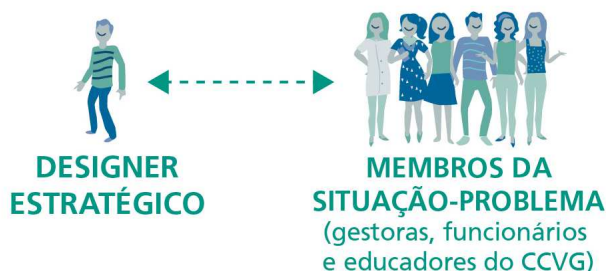 DESIGNER
ESTRATÉGICO
MEMBROS DA
SITUAÇÃO-PROBLEMA
(gestoras, funcionários
e educadores do CCVG)